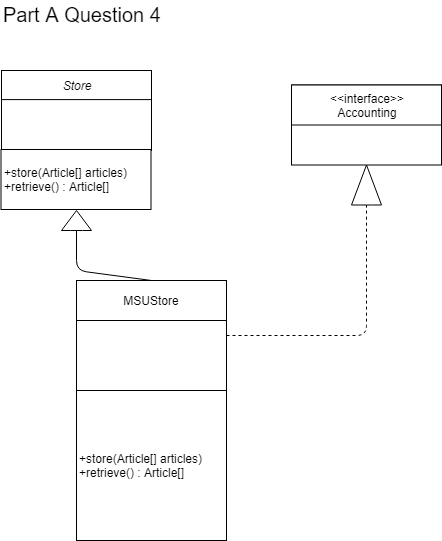 Part A Question 4
Store
+store(Article[] articles)
+retrieve() : Article[]
<<interface>>
Accounting
MSUStore
+store(Article[] articles)
+retrieve() : Article[]